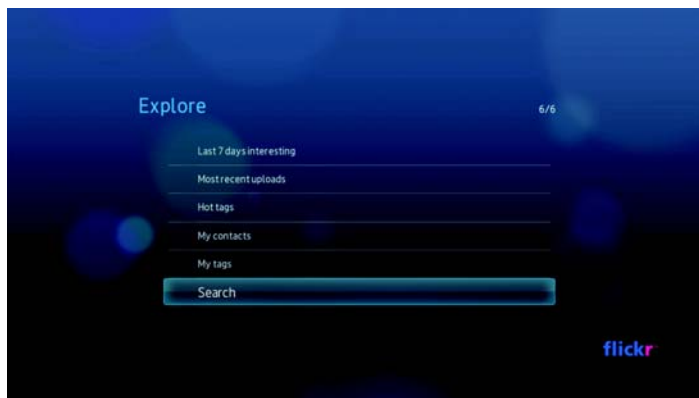 Explore
6/6
Last 7 days interesting
Most recent uploads
Hot tags
My contacts
My tags
Search
flickr